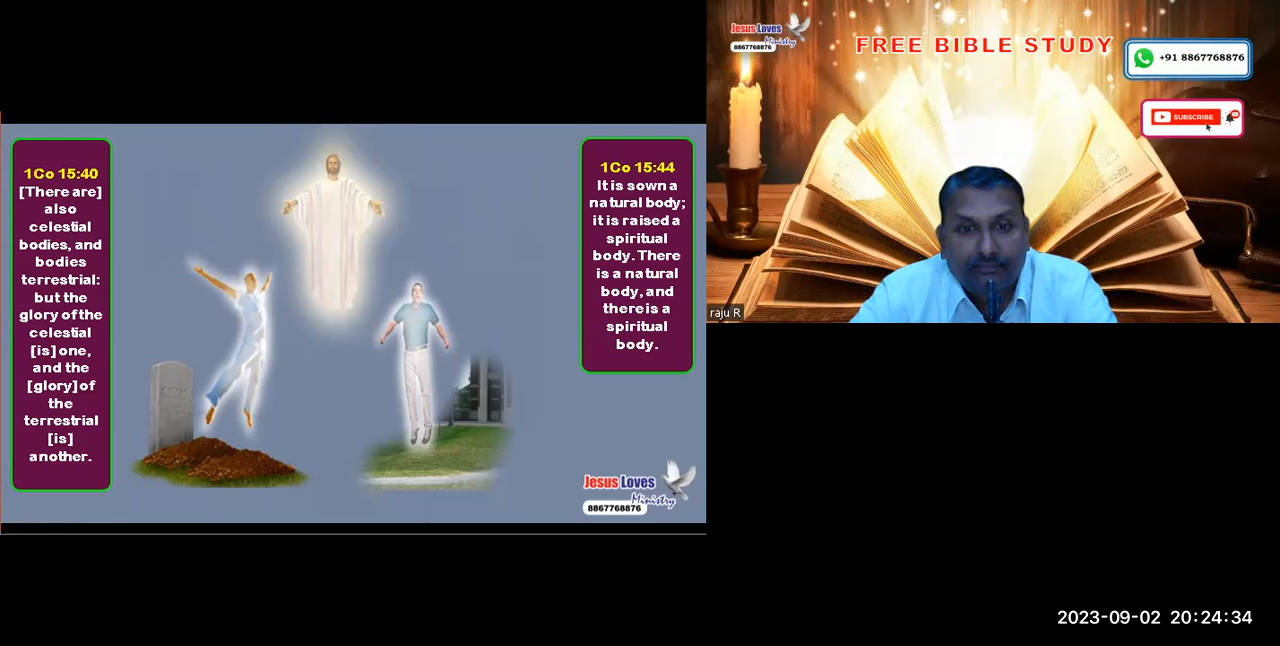 1Co 15:40
[There are]
also
celestial
bodies, and
bodies
terrestrial:
but the
glory of the
celestial
[is] one,
and the
[glory] of
the
terrestrial
[is]
another.
1Co 15:44
It is sown a
natural body;
it is raised a
spiritual
body. There
is a natural
body, and
there is a
spiritual
body.
Jesus Loves
Ministry
8867768876
Jesus Loves
Ministry
8867768876
FREE BIBLE STUDY
+91 8867768876
SUBSCRIBE
raju R
2023-09-02 20:24:34